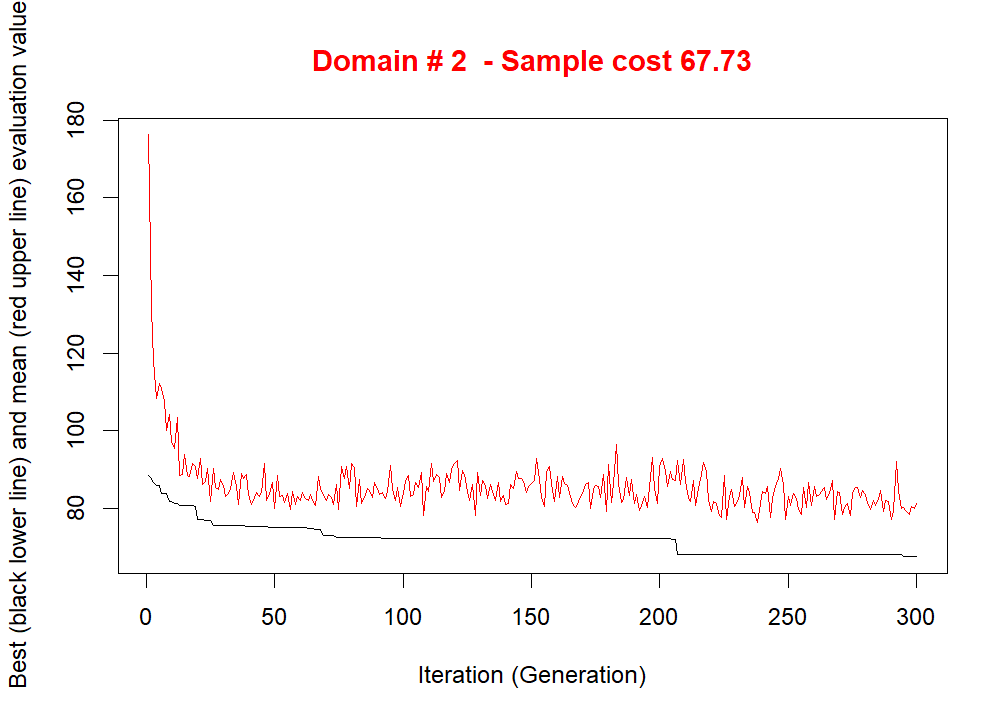 Domain # 2  - Sample cost 67.73
Best (black lower line) and mean (red upper line) evaluation value
180
160
140
120
100
80
0 50 100 150 200 250 300
Iteration (Generation)